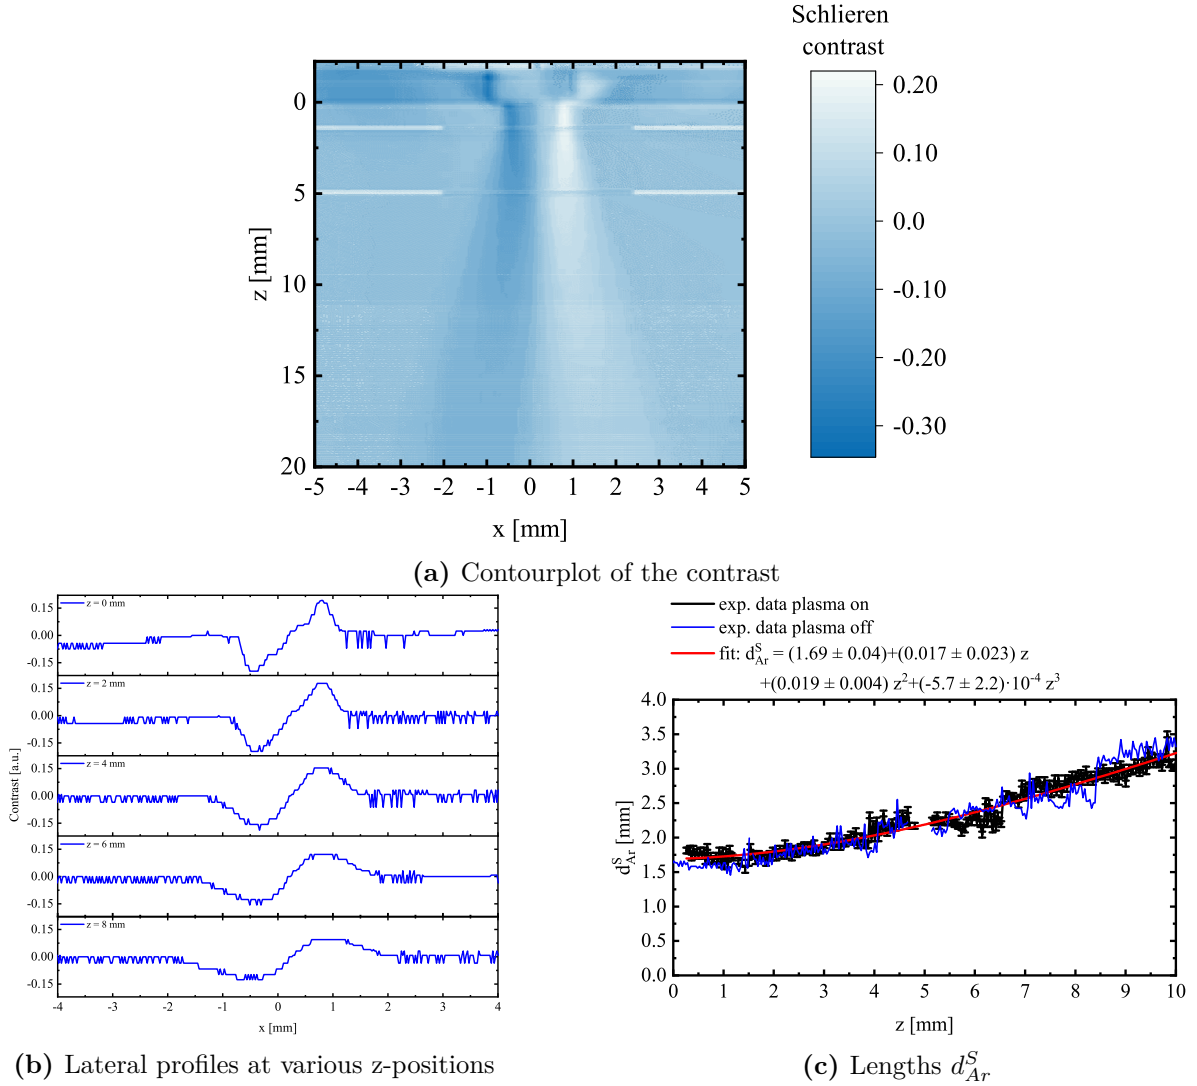 Schlieren
contrast
0.20
0.10
0.0
-0.10
-0.20
-0.30
z [mm]
0
5
10
15
20
-5 -4 -3 -2 -1 0 1 2 3 4 5
x [mm]
(a) Contourplot of the contrast
Contrast [a.u.]
z = 0 mm
0.15
0.00
-0.15
z = 2 mm
0.15
0.00
-0.15
z = 4 mm
0.15
0.00
-0.15
z = 6 mm
0.15
0.00
-0.15
z = 8 mm
0.15
0.00
-0.15
-4 -3 -2 -1 0 1 2 3 4
x [mm]
(b) Lateral profiles at various z-positions
exp. data plasma on
exp. data plasma off
fit: d^S_Ar = (1.69 ± 0.04)+(0.017 ± 0.023) z
+(0.019 ± 0.004) z²+(-5.7 ± 2.2)·10⁻⁴ z³
d^S_Ar [mm]
4.0
3.5
3.0
2.5
2.0
1.5
1.0
0.5
0.0
0 1 2 3 4 5 6 7 8 9 10
z [mm]
(c) Lengths d^S_Ar